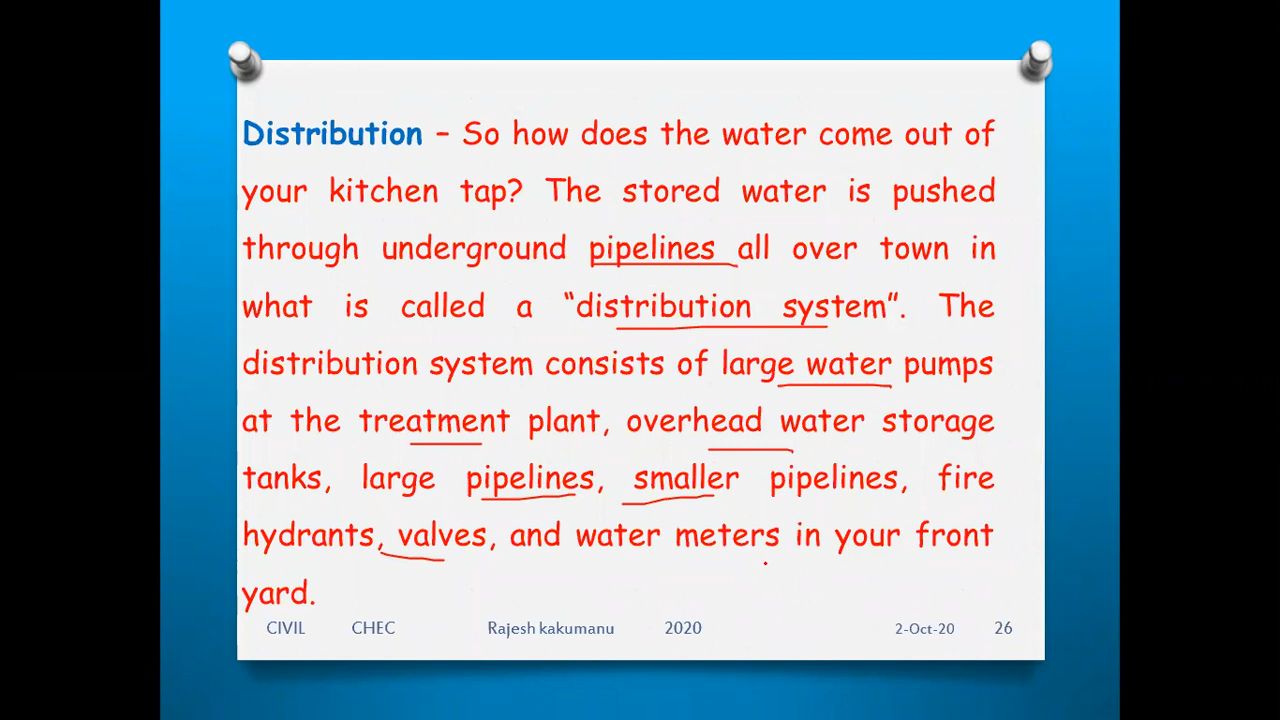 Distribution – So how does the water come out of
your kitchen tap? The stored water is pushed
through underground pipelines all over town in
what is called a “distribution system”. The
distribution system consists of large water pumps
at the treatment plant, overhead water storage
tanks, large pipelines, smaller pipelines, fire
hydrants, valves, and water meters in your front
yard.
CIVIL CHEC Rajesh kakumanu 2020 2-Oct-20 26